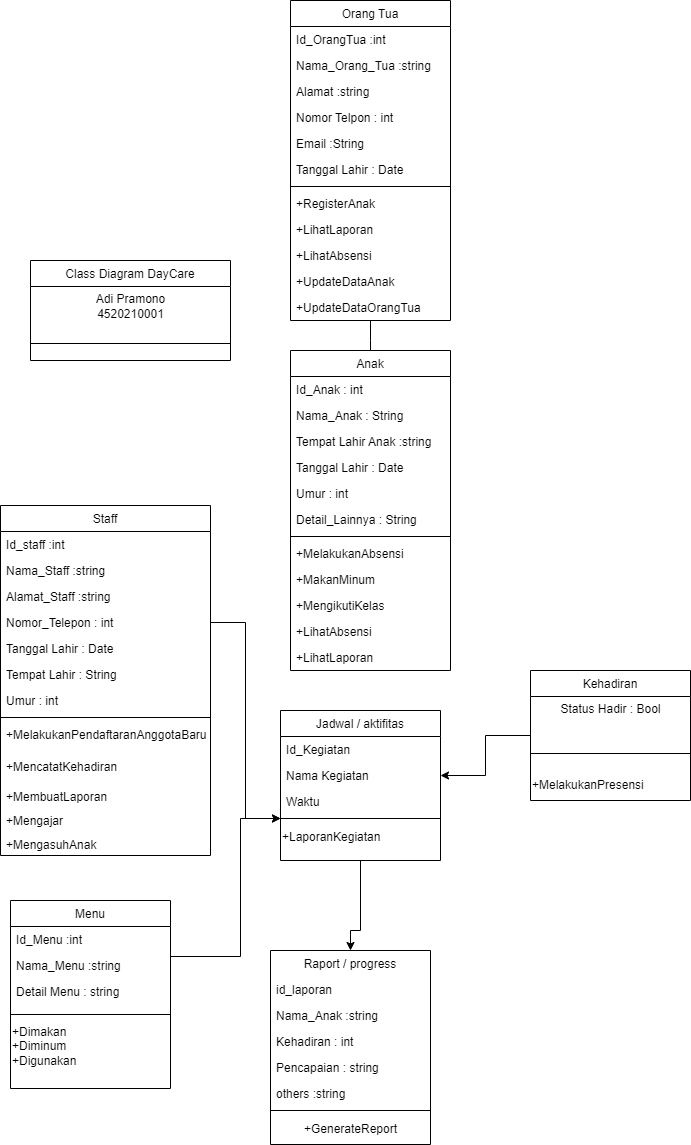 Orang Tua
Id_OrangTua :int
Nama_Orang_Tua :string
Alamat :string
Nomor Telpon : int
Email :String
Tanggal Lahir : Date
+RegisterAnak
+LihatLaporan
+LihatAbsensi
+UpdateDataAnak
+UpdateDataOrangTua
Class Diagram DayCare
Adi Pramono
4520210001
Anak
Id_Anak : int
Nama_Anak : String
Tempat Lahir Anak :string
Tanggal Lahir : Date
Umur : int
Detail_Lainnya : String
+MelakukanAbsensi
+MakanMinum
+MengikutiKelas
+LihatAbsensi
+LihatLaporan
Staff
Id_staff :int
Nama_Staff :string
Alamat_Staff :string
Nomor_Telepon : int
Tanggal Lahir : Date
Tempat Lahir : String
Umur : int
+MelakukanPendaftaranAnggotaBaru
+MencatatKehadiran
+MembuatLaporan
+Mengajar
+MengasuhAnak
Kehadiran
Status Hadir : Bool
+MelakukanPresensi
Jadwal / aktifitas
Id_Kegiatan
Nama Kegiatan
Waktu
+LaporanKegiatan
Menu
Id_Menu :int
Nama_Menu :string
Detail Menu : string
+Dimakan
+Diminum
+Digunakan
Raport / progress
id_laporan
Nama_Anak :string
Kehadiran : int
Pencapaian : string
others :string
+GenerateReport